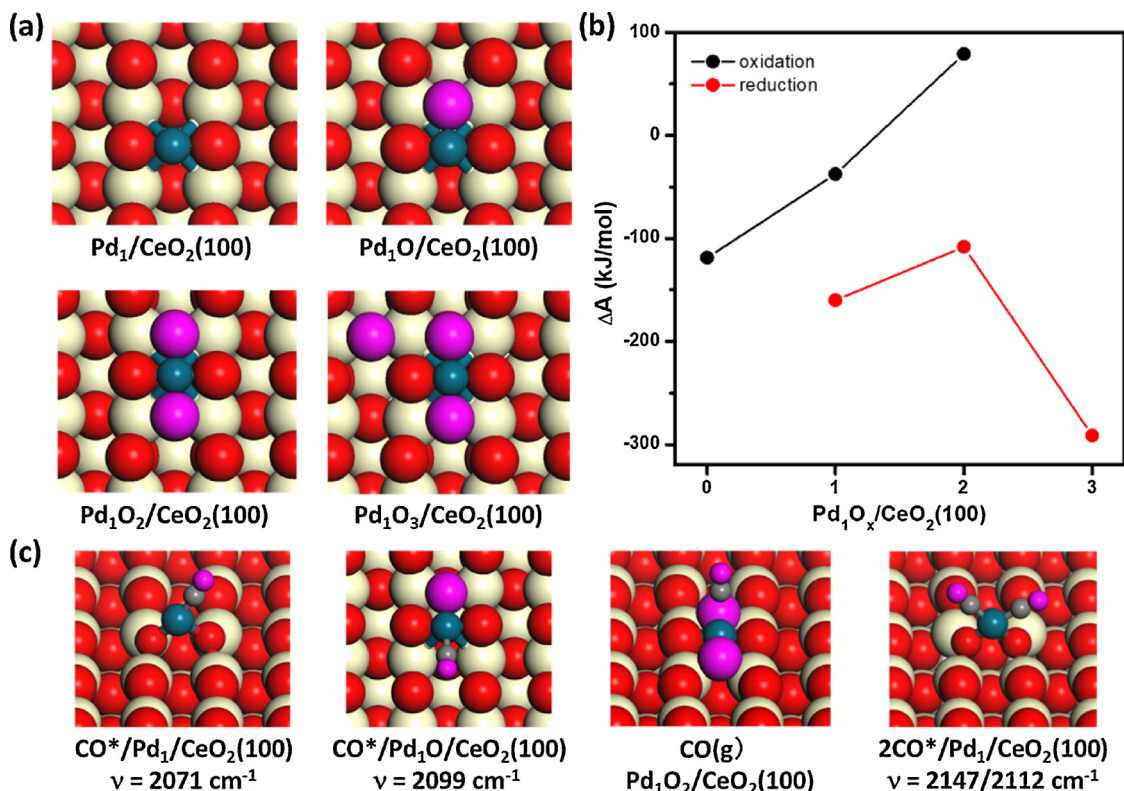 (a)
Pd₁/CeO₂(100)
Pd₁O/CeO₂(100)
Pd₁O₂/CeO₂(100)
Pd₁O₃/CeO₂(100)
(b)
100
0
-100
-200
-300
ΔA (kJ/mol)
oxidation
reduction
0 1 2 3
Pd₁Oₓ/CeO₂(100)
(c)
CO*/Pd₁/CeO₂(100)
ν = 2071 cm⁻¹
CO*/Pd₁O/CeO₂(100)
ν = 2099 cm⁻¹
CO(g）
Pd₁O₂/CeO₂(100)
2CO*/Pd₁/CeO₂(100)
ν = 2147/2112 cm⁻¹